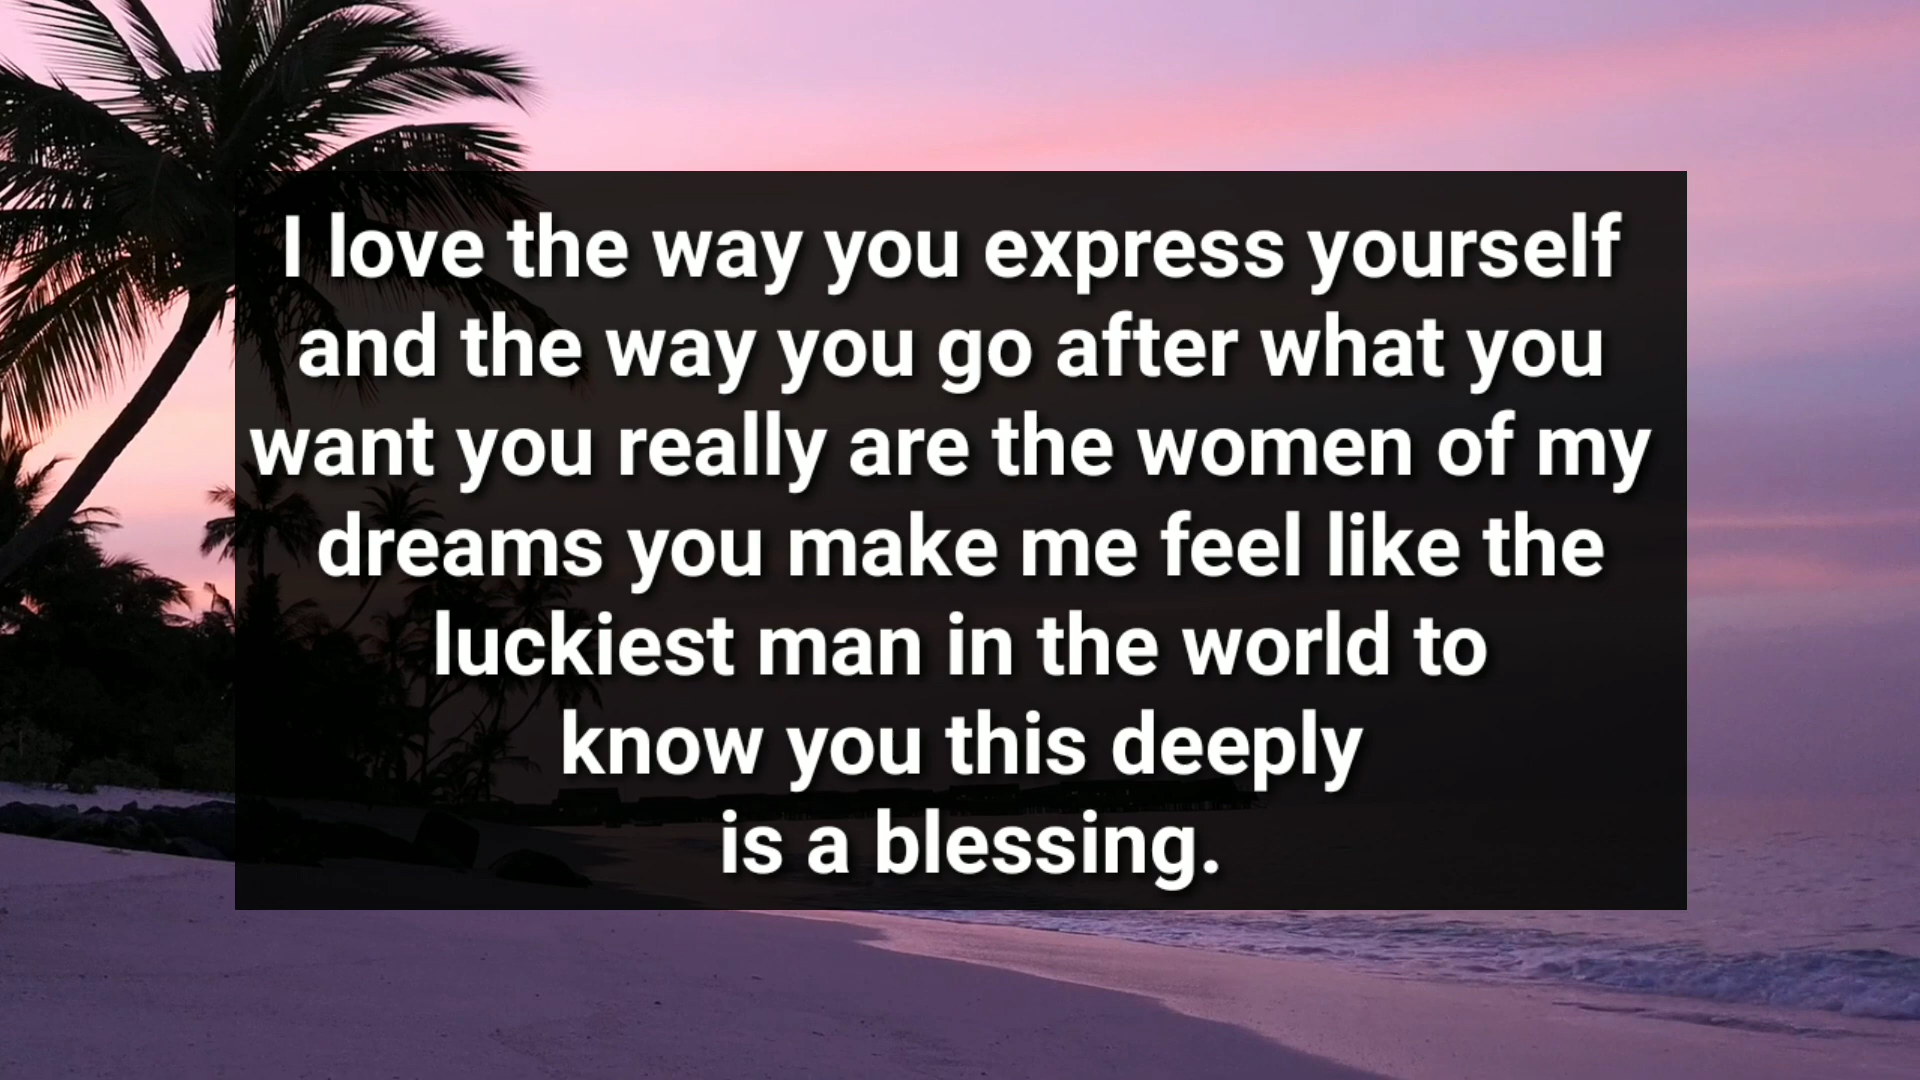 I love the way you express yourself
and the way you go after what you
want you really are the women of my
dreams you make me feel like the
luckiest man in the world to
know you this deeply
is a blessing.